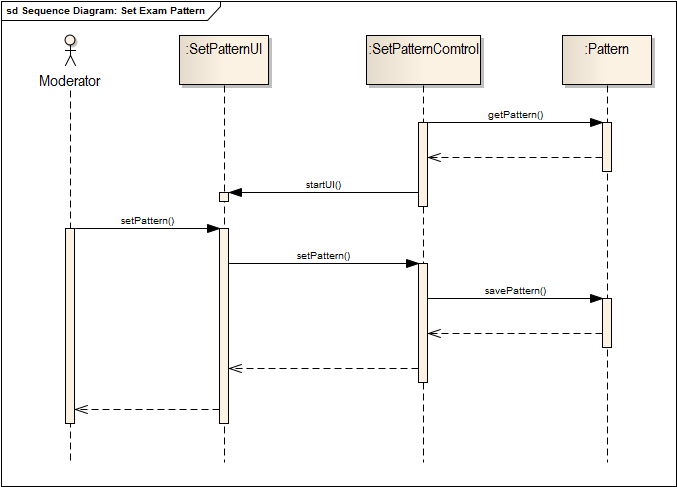 sd Sequence Diagram: Set Exam Pattern
Moderator
:SetPatternUI
:SetPatternComtrol
:Pattern
getPattern()
startUI()
setPattern()
setPattern()
savePattern()